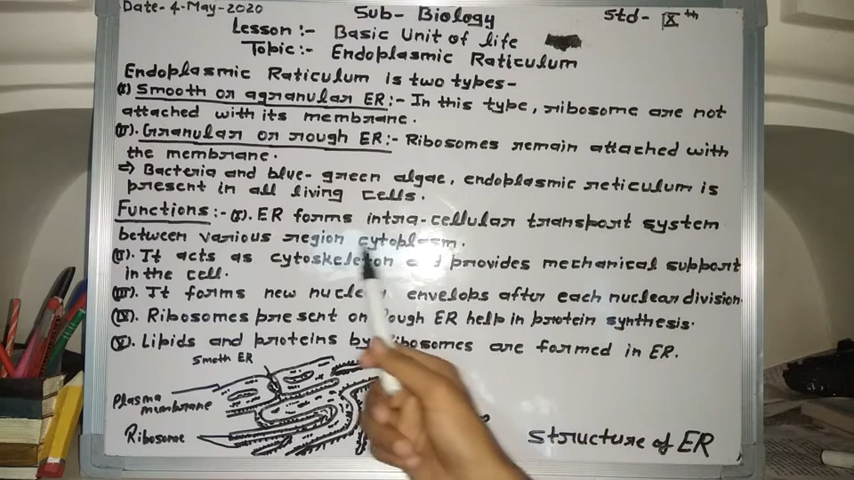 Date- 4-May-2020
Sub- Biology
Std- Xth
Lesson :- Basic Unit of life
Topic :- Endoplasmic Raticulum
Endoplasmic Raticulum is two types-
(I) Smooth or agranular ER :- In this type, ribosome are not
attached with its membrane.
(II). Granular or rough ER :- Ribosomes remain attached with
the membrane.
⇒ Bacteria and blue-green algae, endoplasmic reticulum is
present in all living cells.
Functions :- (I). ER forms intra-cellular transport system
between various region cytoplasm.
(II). It acts as cytoskeleton and provides mechanical support
in the cell.
(III). It forms new nuclear envelobs after each nuclear division.
(IV). Ribosomes present on rough ER help in protein synthesis.
(V). Lipids and proteins by ribosomes are formed in ER.
Smoth ER
Plasma
mumbrane
Ribosome
Structure of ER